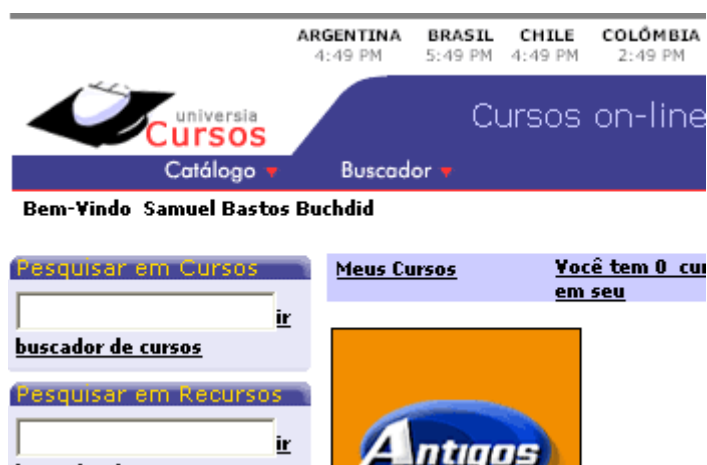 ARGENTINA BRASIL CHILE COLÔMBIA
4:49 PM 5:49 PM 4:49 PM 2:49 PM
universia
Cursos
Cursos on-line
Catálogo Buscador
Bem-Vindo Samuel Bastos Buchdid
Pesquisar em Cursos
Meus Cursos
Você tem 0 cur
em seu
ir
buscador de cursos
Pesquisar em Recursos
ir
Antigos